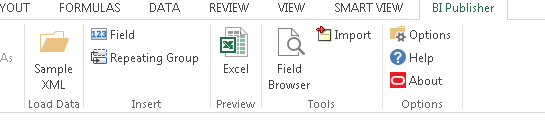 YOUT FORMULAS DATA REVIEW VIEW SMART VIEW BI Publisher
As
Sample
XML
Load Data
Field
Repeating Group
Insert
Excel
Preview
Field
Browser
Import
Tools
Options
Help
About
Options